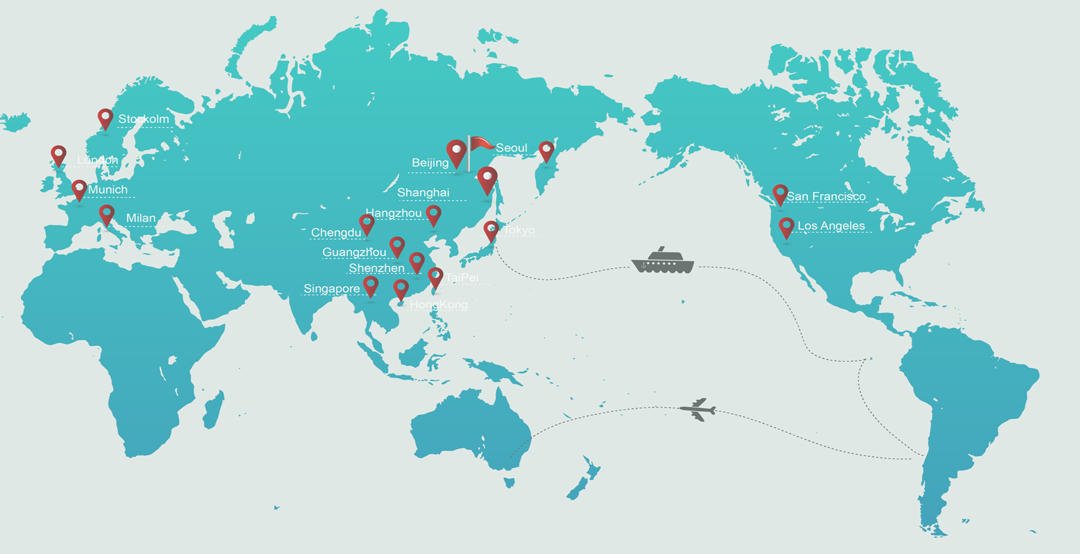 Stockolm
Seoul
London
Beijing
Munich
Shanghai
San Francisco
Hangzhou
Milan
Los Angeles
Chengdu
Tokyo
Guangzhou
Shenzhen
TaiPei
Singapore
HongKong